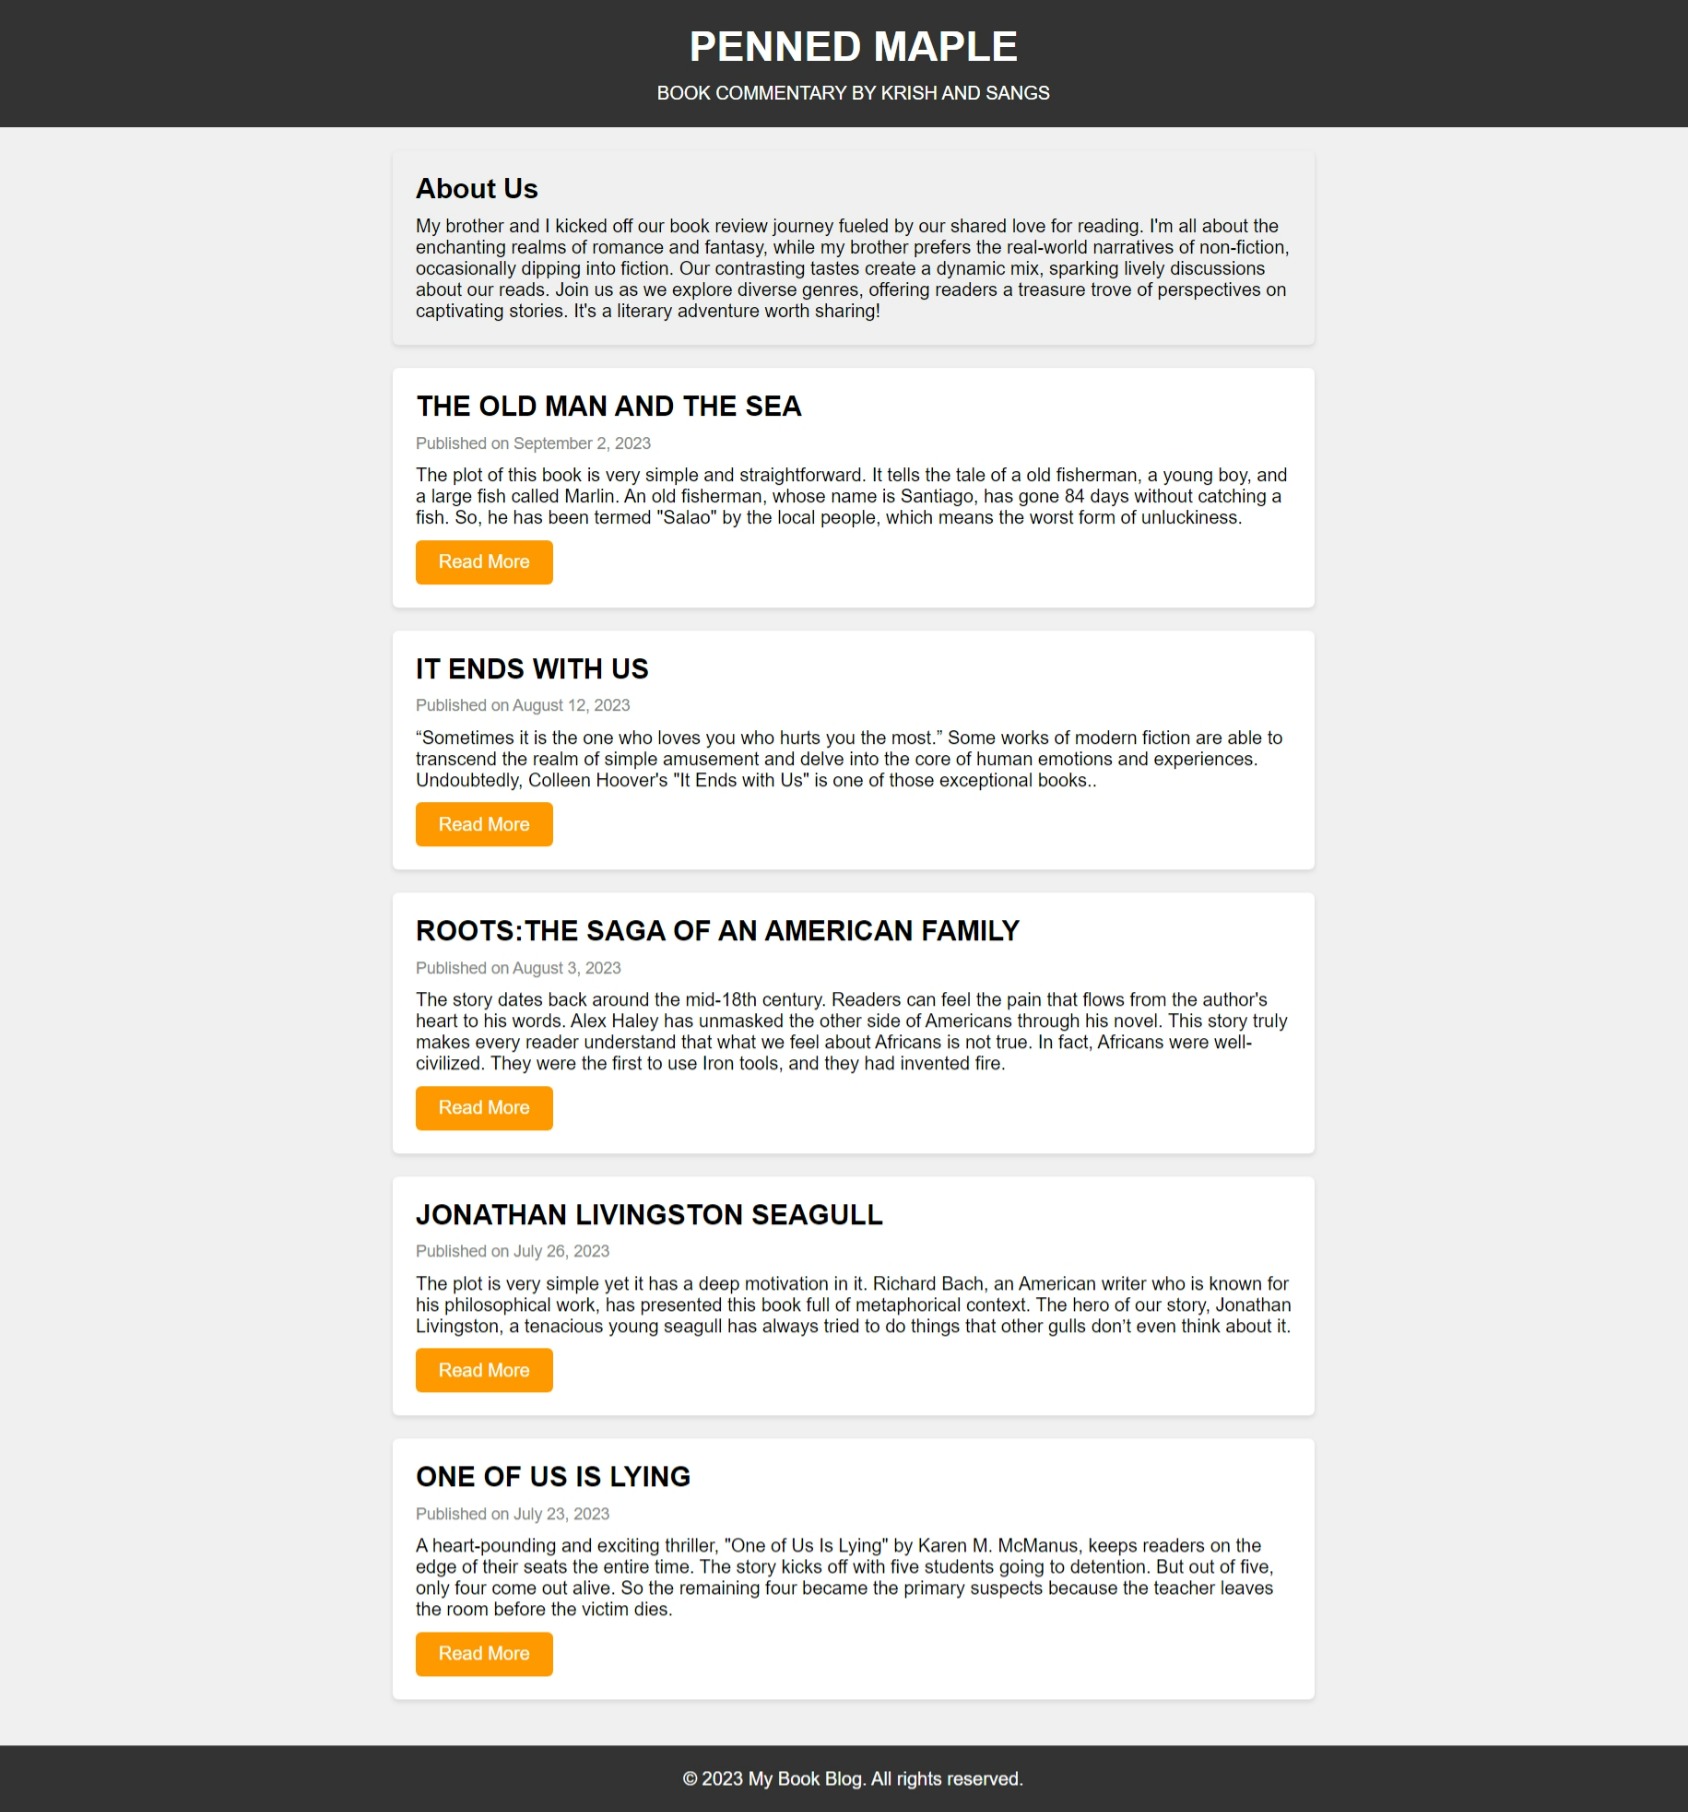 PENNED MAPLE
BOOK COMMENTARY BY KRISH AND SANGS
About Us
My brother and I kicked off our book review journey fueled by our shared love for reading. I'm all about the
enchanting realms of romance and fantasy, while my brother prefers the real-world narratives of non-fiction,
occasionally dipping into fiction. Our contrasting tastes create a dynamic mix, sparking lively discussions
about our reads. Join us as we explore diverse genres, offering readers a treasure trove of perspectives on
captivating stories. It's a literary adventure worth sharing!
THE OLD MAN AND THE SEA
Published on September 2, 2023
The plot of this book is very simple and straightforward. It tells the tale of a old fisherman, a young boy, and
a large fish called Marlin. An old fisherman, whose name is Santiago, has gone 84 days without catching a
fish. So, he has been termed "Salao" by the local people, which means the worst form of unluckiness.
Read More
IT ENDS WITH US
Published on August 12, 2023
“Sometimes it is the one who loves you who hurts you the most.” Some works of modern fiction are able to
transcend the realm of simple amusement and delve into the core of human emotions and experiences.
Undoubtedly, Colleen Hoover's "It Ends with Us" is one of those exceptional books..
Read More
ROOTS:THE SAGA OF AN AMERICAN FAMILY
Published on August 3, 2023
The story dates back around the mid-18th century. Readers can feel the pain that flows from the author's
heart to his words. Alex Haley has unmasked the other side of Americans through his novel. This story truly
makes every reader understand that what we feel about Africans is not true. In fact, Africans were well-
civilized. They were the first to use Iron tools, and they had invented fire.
Read More
JONATHAN LIVINGSTON SEAGULL
Published on July 26, 2023
The plot is very simple yet it has a deep motivation in it. Richard Bach, an American writer who is known for
his philosophical work, has presented this book full of metaphorical context. The hero of our story, Jonathan
Livingston, a tenacious young seagull has always tried to do things that other gulls don’t even think about it.
Read More
ONE OF US IS LYING
Published on July 23, 2023
A heart-pounding and exciting thriller, "One of Us Is Lying" by Karen M. McManus, keeps readers on the
edge of their seats the entire time. The story kicks off with five students going to detention. But out of five,
only four come out alive. So the remaining four became the primary suspects because the teacher leaves
the room before the victim dies.
Read More
© 2023 My Book Blog. All rights reserved.